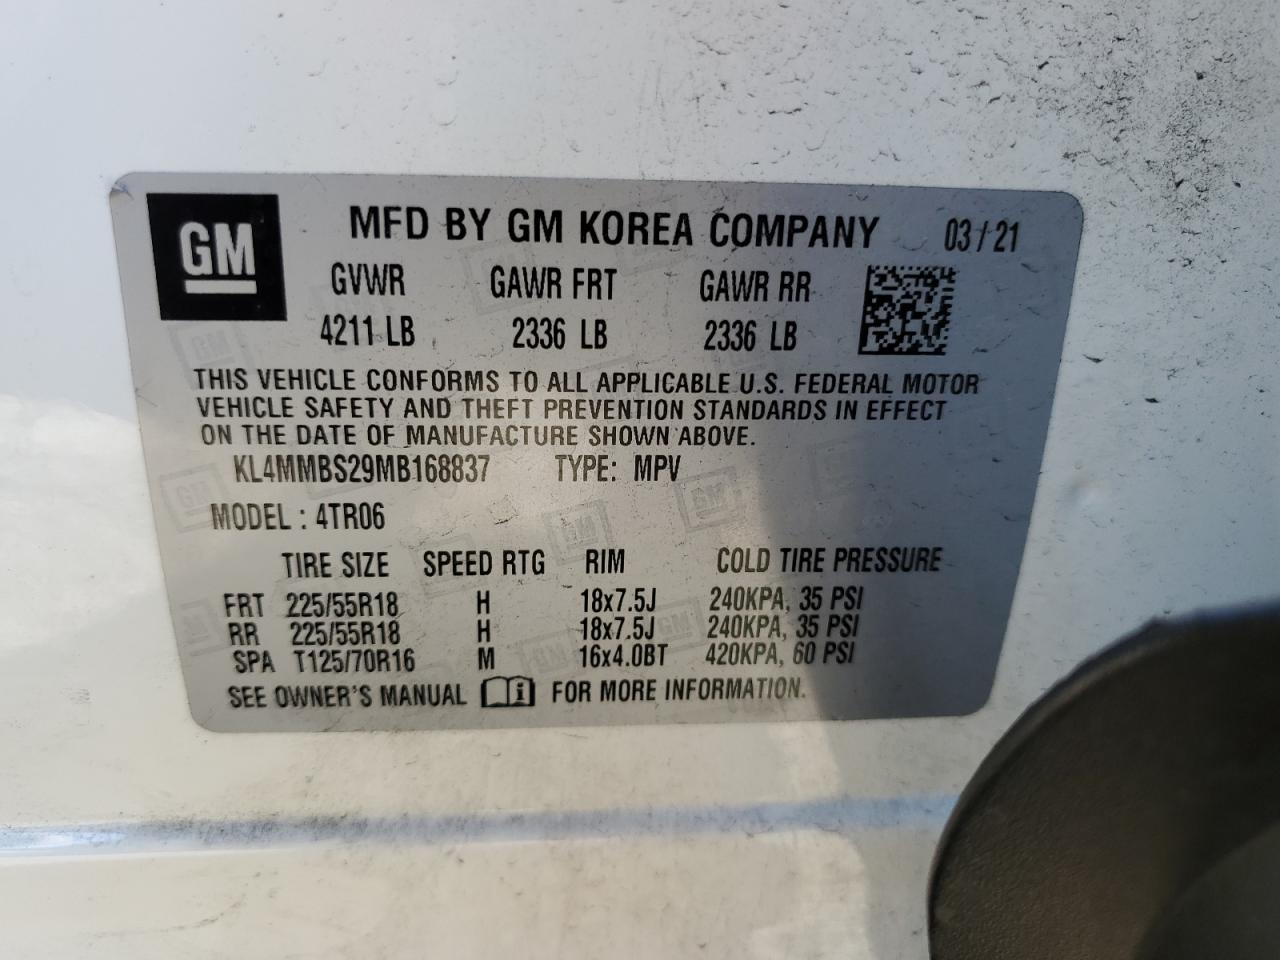 GM MFD BY GM KOREA COMPANY 03/21
GVWR GAWR FRT GAWR RR
4211 LB 2336 LB 2336 LB
THIS VEHICLE CONFORMS TO ALL APPLICABLE U.S. FEDERAL MOTOR
VEHICLE SAFETY AND THEFT PREVENTION STANDARDS IN EFFECT
ON THE DATE OF MANUFACTURE SHOWN ABOVE.
KL4MMBS29MB168837 TYPE: MPV
MODEL : 4TR06
TIRE SIZE SPEED RTG RIM COLD TIRE PRESSURE
FRT 225/55R18 H 18x7.5J 240KPA, 35 PSI
RR 225/55R18 H 18x7.5J 240KPA, 35 PSI
SPA T125/70R16 M 16x4.0BT 420KPA, 60 PSI
SEE OWNER'S MANUAL i FOR MORE INFORMATION.